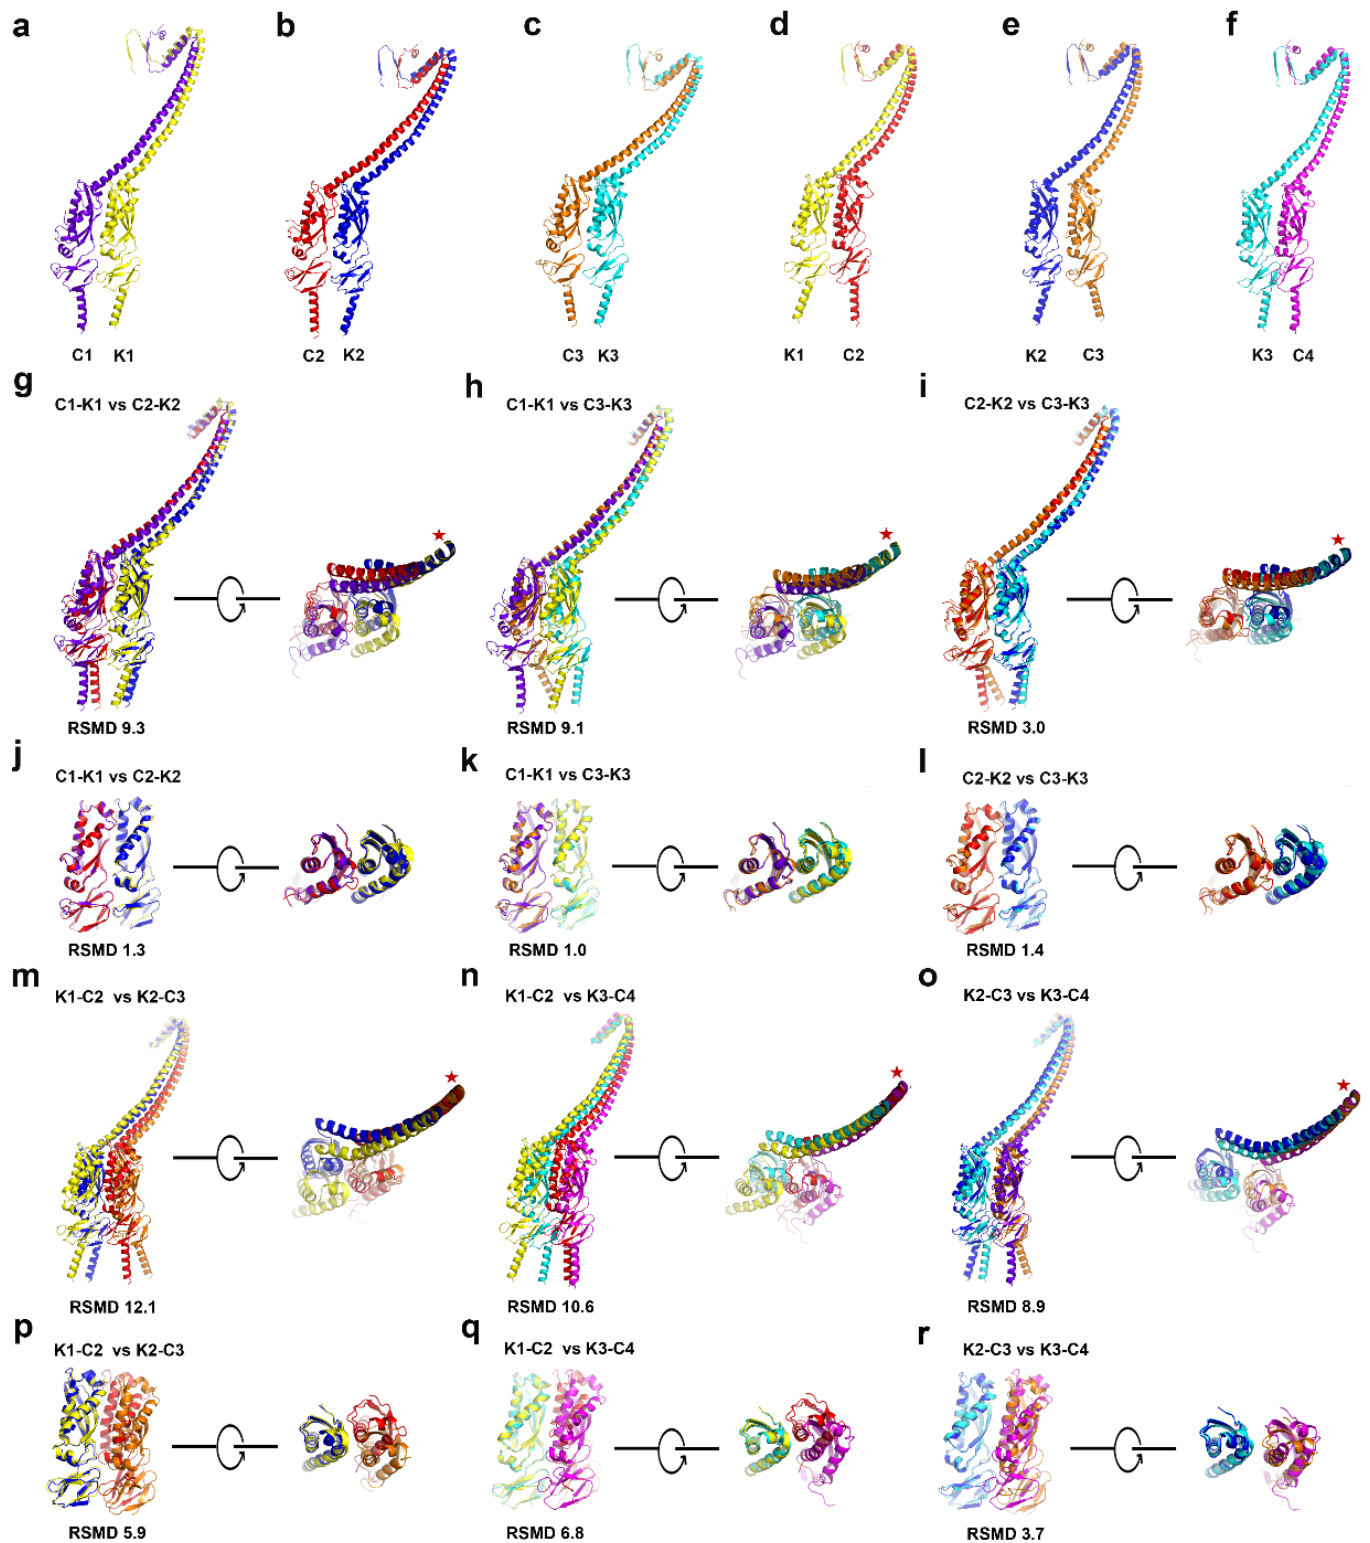 a b c d e f
C1 K1 C2 K2 C3 K3 K1 C2 K2 C3 K3 C4
g h i
C1-K1 vs C2-K2 C1-K1 vs C3-K3 C2-K2 vs C3-K3
RSMD 9.3 RSMD 9.1 RSMD 3.0
j k l
C1-K1 vs C2-K2 C1-K1 vs C3-K3 C2-K2 vs C3-K3
RSMD 1.3 RSMD 1.0 RSMD 1.4
m n o
K1-C2 vs K2-C3 K1-C2 vs K3-C4 K2-C3 vs K3-C4
RSMD 12.1 RSMD 10.6 RSMD 8.9
p q r
K1-C2 vs K2-C3 K1-C2 vs K3-C4 K2-C3 vs K3-C4
RSMD 5.9 RSMD 6.8 RSMD 3.7